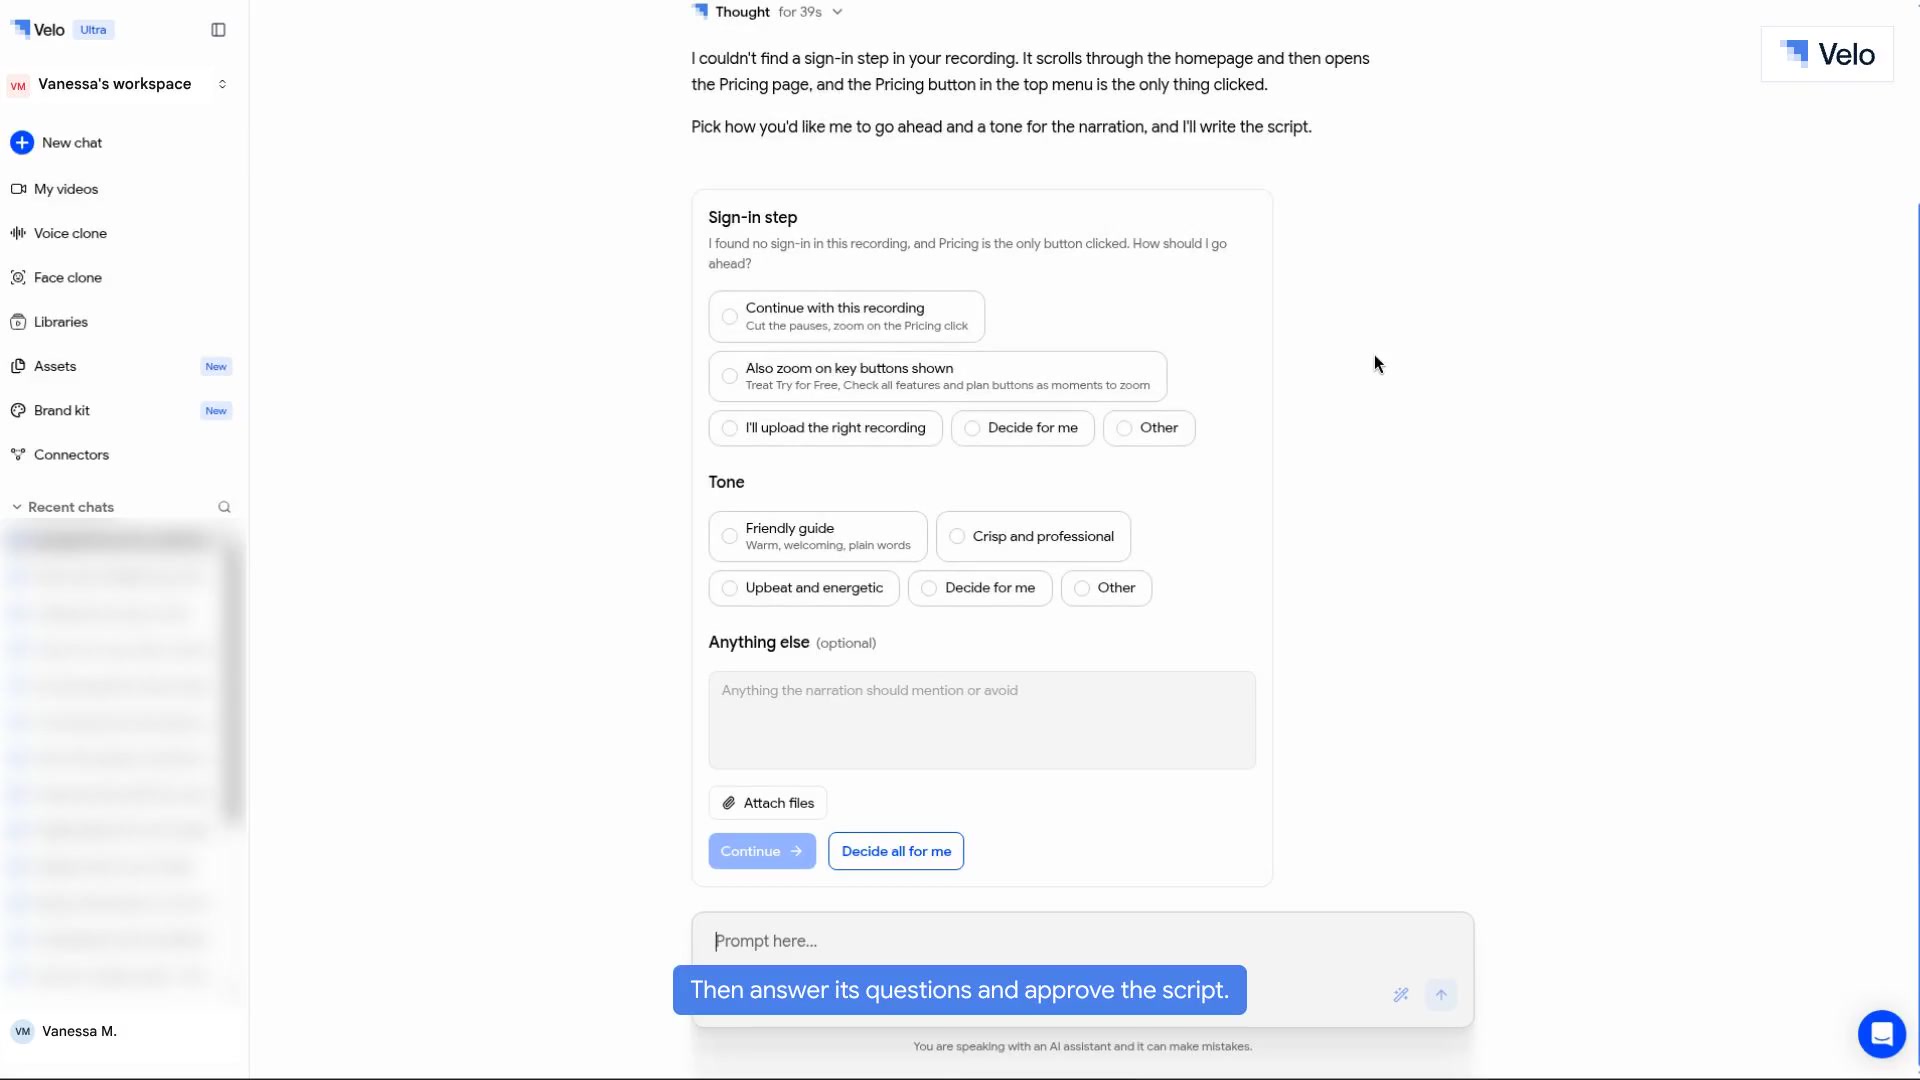 Velo Ultra
VM Vanessa's workspace
New chat
My videos
Voice clone
Face clone
Libraries
Assets New
Brand kit New
Connectors
Recent chats
VM Vanessa M.
Thought for 39s
I couldn't find a sign-in step in your recording. It scrolls through the homepage and then opens
the Pricing page, and the Pricing button in the top menu is the only thing clicked.
Pick how you'd like me to go ahead and a tone for the narration, and I'll write the script.
Sign-in step
I found no sign-in in this recording, and Pricing is the only button clicked. How should I go
ahead?
Continue with this recording
Cut the pauses, zoom on the Pricing click
Also zoom on key buttons shown
Treat Try for Free, Check all features and plan buttons as moments to zoom
I'll upload the right recording Decide for me Other
Tone
Friendly guide
Warm, welcoming, plain words
Crisp and professional
Upbeat and energetic Decide for me Other
Anything else (optional)
Anything the narration should mention or avoid
Attach files
Continue Decide all for me
Prompt here...
Then answer its questions and approve the script.
You are speaking with an AI assistant and it can make mistakes.
Velo